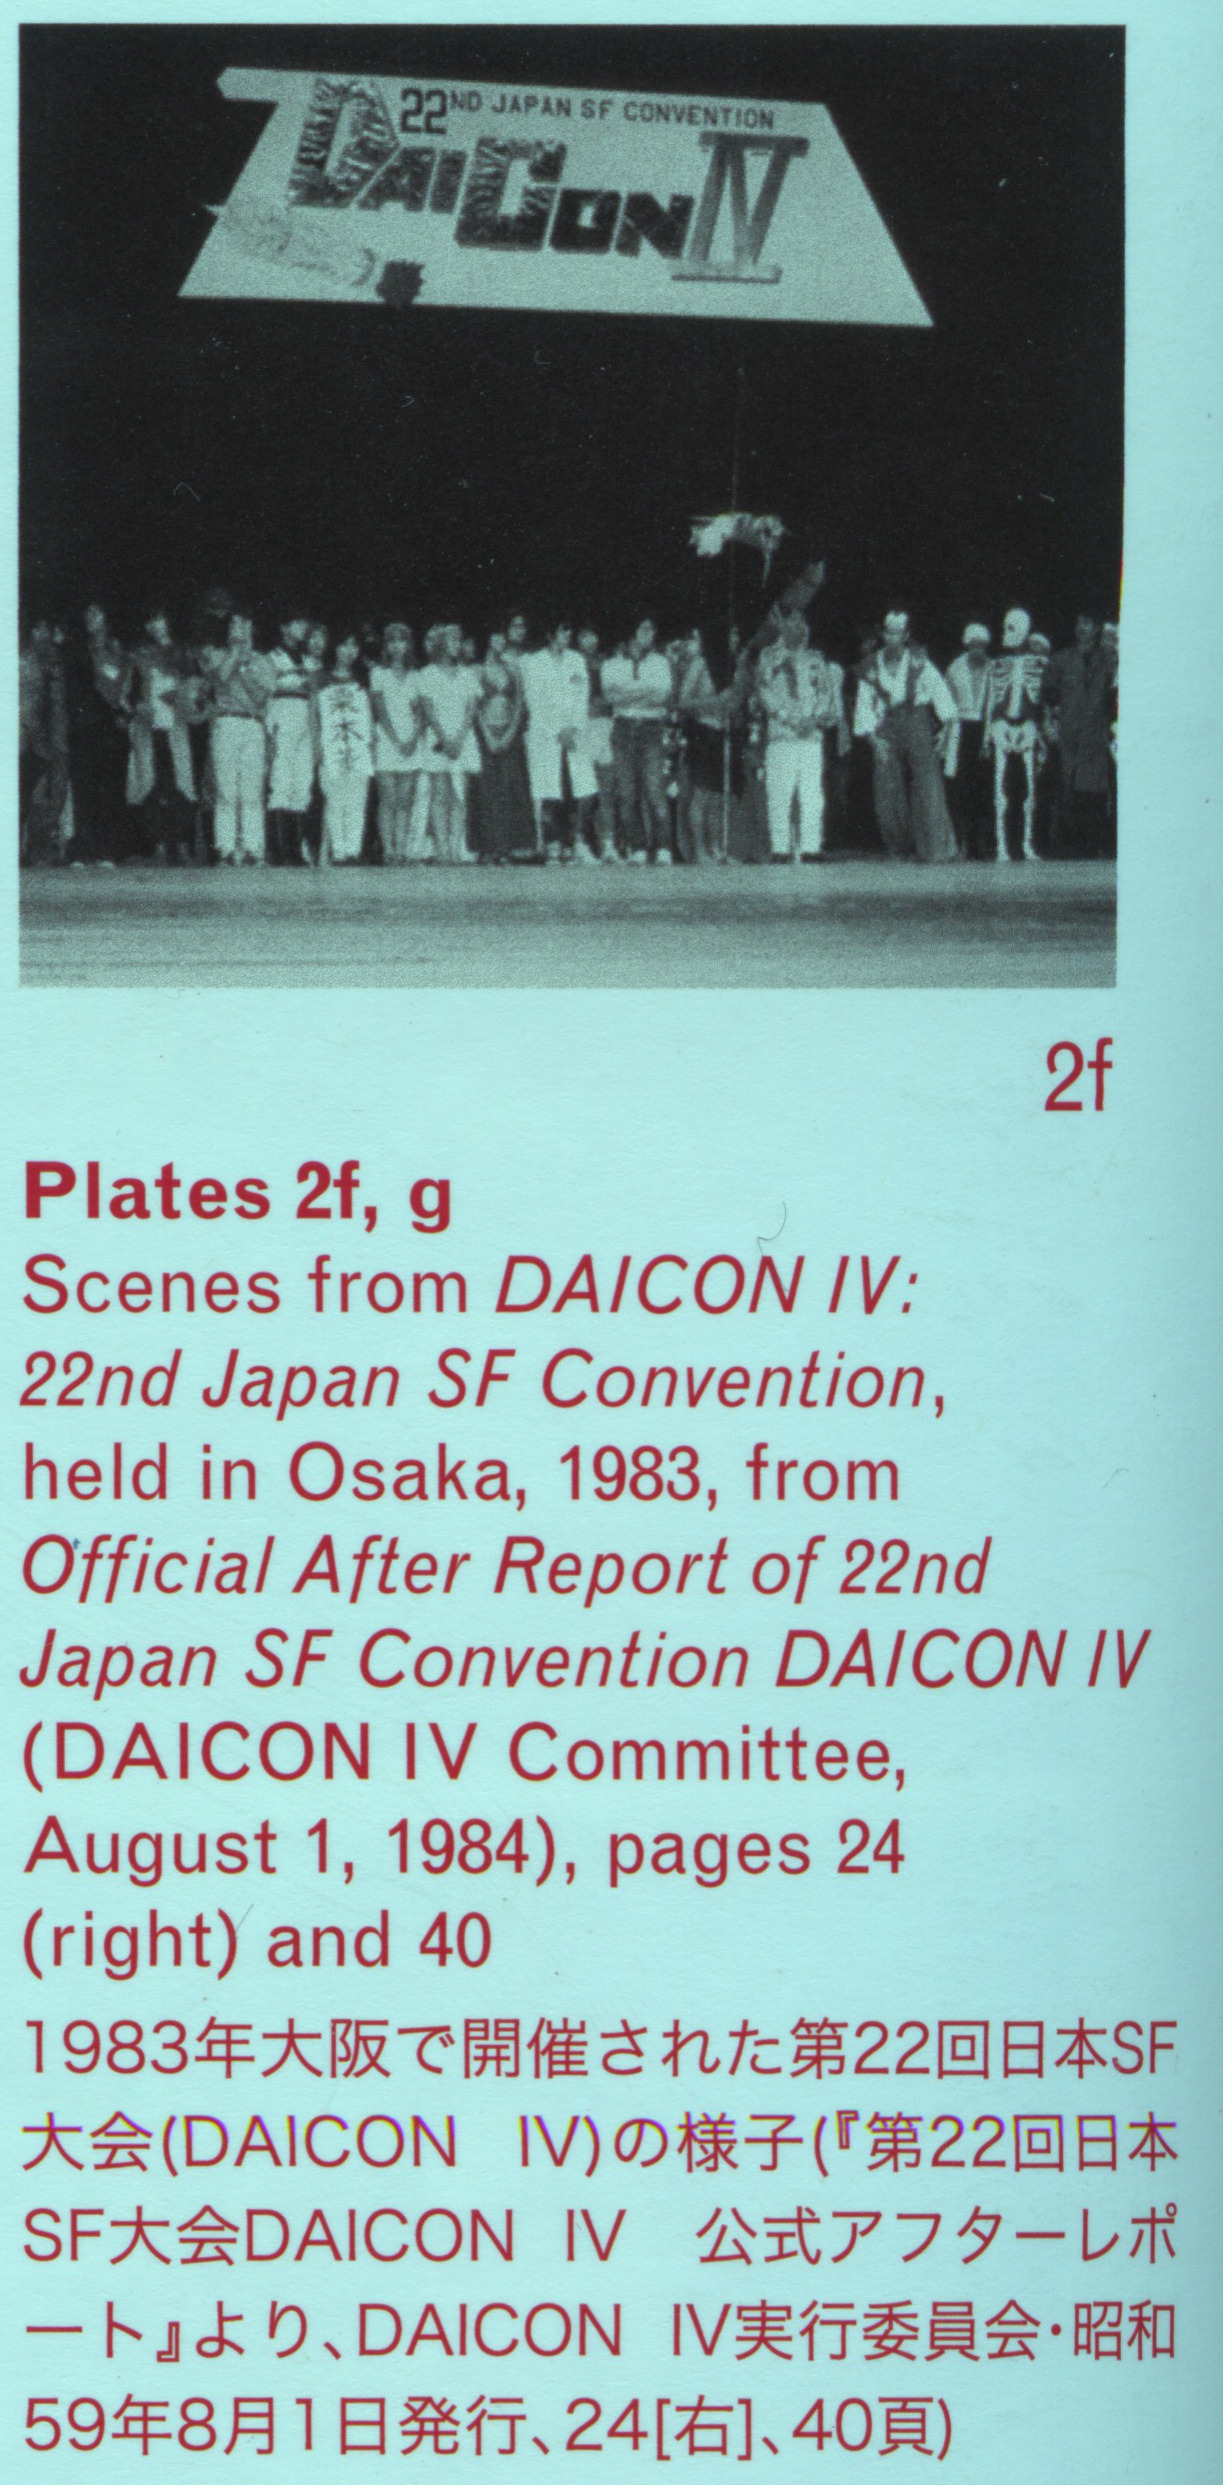 22ND JAPAN SF CONVENTION
DAICON IV
2f
Plates 2f, g
Scenes from DAICON IV:
22nd Japan SF Convention,
held in Osaka, 1983, from
Official After Report of 22nd
Japan SF Convention DAICON IV
(DAICON IV Committee,
August 1, 1984), pages 24
(right) and 40
1983年大阪で開催された第22回日本SF
大会(DAICON IV)の様子(『第22回日本
SF大会DAICON IV 公式アフターレポ
ート』より、DAICON IV実行委員会・昭和
59年8月1日発行、24[右]、40頁)